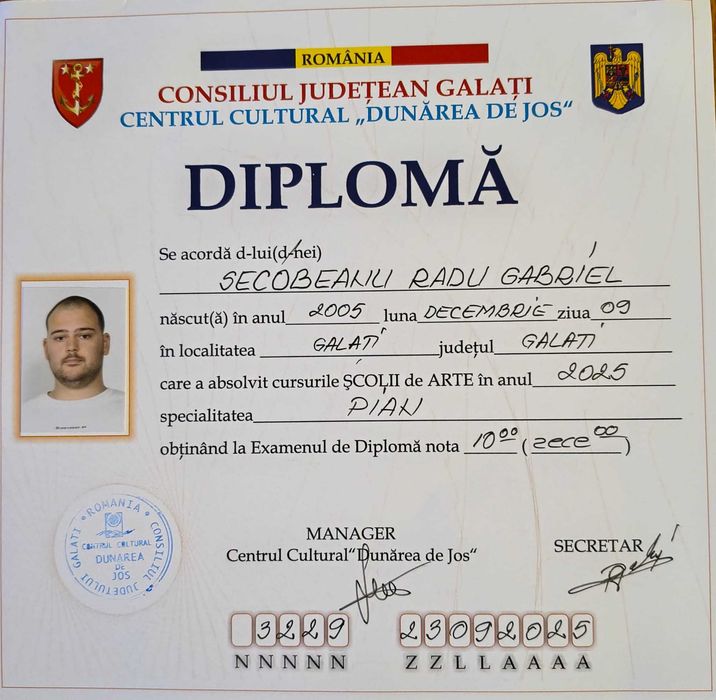 ROMÂNIA
CONSILIUL JUDEȚEAN GALAȚI
CENTRUL CULTURAL „DUNĂREA DE JOS“
DIPLOMĂ
Se acordă d-lui(d-nei)
SECOBEANU RADU GABRIEL
născut(ă) în anul 2005 luna DECEMBRIE ziua 09
în localitatea GALAȚI județul GALAȚI
care a absolvit cursurile ŞCOLII de ARTE în anul 2025
specialitatea PIAN
obținând la Examenul de Diplomă nota 10⁰⁰ (zece⁰⁰)
ROMANIA * CONSILIUL JUDETULUI GALATI *
CENTRUL CULTURAL
DUNAREA
DE
JOS
MANAGER
Centrul Cultural“Dunărea de Jos“
SECRETAR
3229 23092025
NNNNN ZZLLAAAA